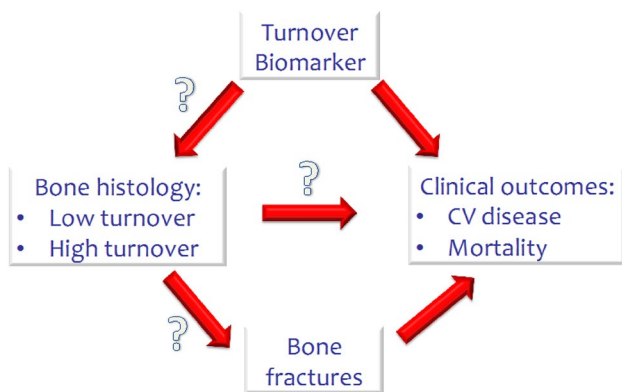 Turnover
Biomarker
?
?
Bone histology:
• Low turnover
• High turnover
Clinical outcomes:
• CV disease
• Mortality
?
Bone
fractures